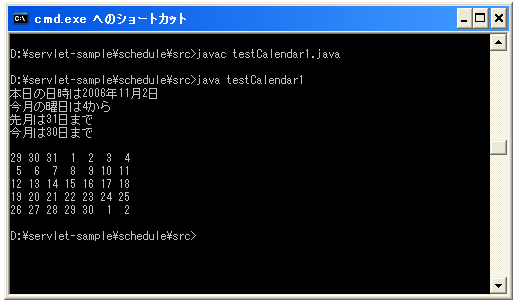 cmd.exe へのショートカット
D:¥servlet-sample¥schedule¥src>javac testCalendar1.java
D:¥servlet-sample¥schedule¥src>java testCalendar1
本日の日時は2006年11月2日
今月の曜日は4から
先月は31日まで
今月は30日まで
29 30 31  1  2  3  4
 5  6  7  8  9 10 11
12 13 14 15 16 17 18
19 20 21 22 23 24 25
26 27 28 29 30  1  2
D:¥servlet-sample¥schedule¥src>